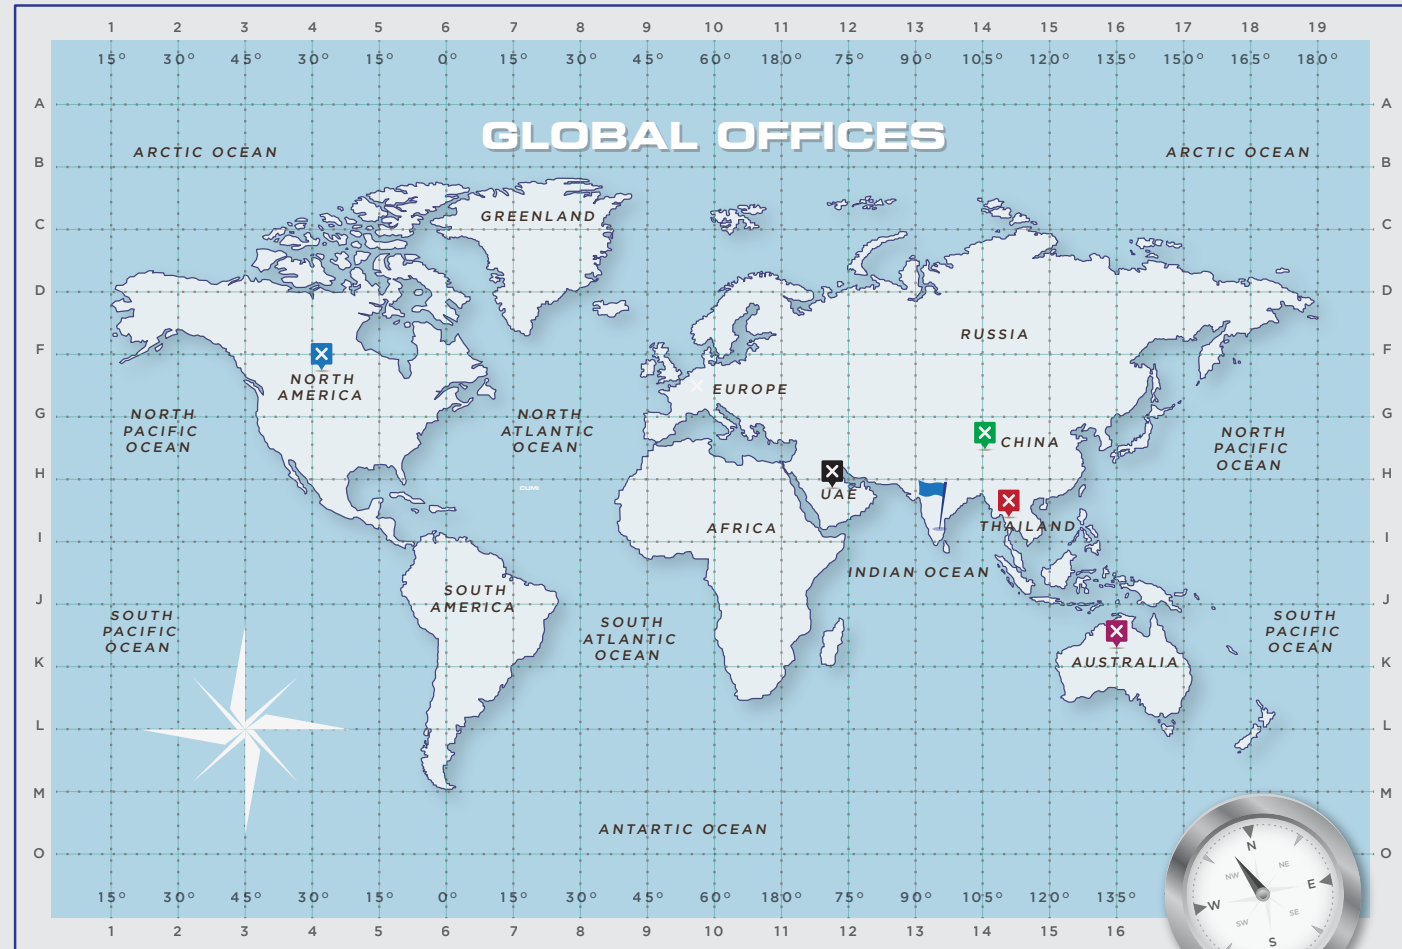 1 2 3 4 5 6 7 8 9 10 11 12 13 14 15 16 17 18 19
15° 30° 45° 30° 15° 0° 15° 30° 45° 60° 180° 75° 90° 105° 120° 135° 150° 165° 180°
A A
GLOBAL OFFICES
ARCTIC OCEAN ARCTIC OCEAN
B B
GREENLAND
C C
D D
RUSSIA
F F
NORTH
AMERICA
EUROPE
G G
NORTH
PACIFIC
OCEAN
NORTH
ATLANTIC
OCEAN
CHINA
NORTH
PACIFIC
OCEAN
H H
CUMI
UAE
AFRICA
THAILAND
I I
INDIAN OCEAN
SOUTH
AMERICA
J J
SOUTH
PACIFIC
OCEAN
SOUTH
ATLANTIC
OCEAN
SOUTH
PACIFIC
OCEAN
AUSTRALIA
K K
L L
M M
ANTARTIC OCEAN
O O
N
NE
E
SE
S
SW
W
NW
15° 30° 45° 30° 15° 0° 15° 30° 45° 60° 180° 75° 90° 105° 120° 135°
1 2 3 4 5 6 7 8 9 10 11 12 13 14 15 16